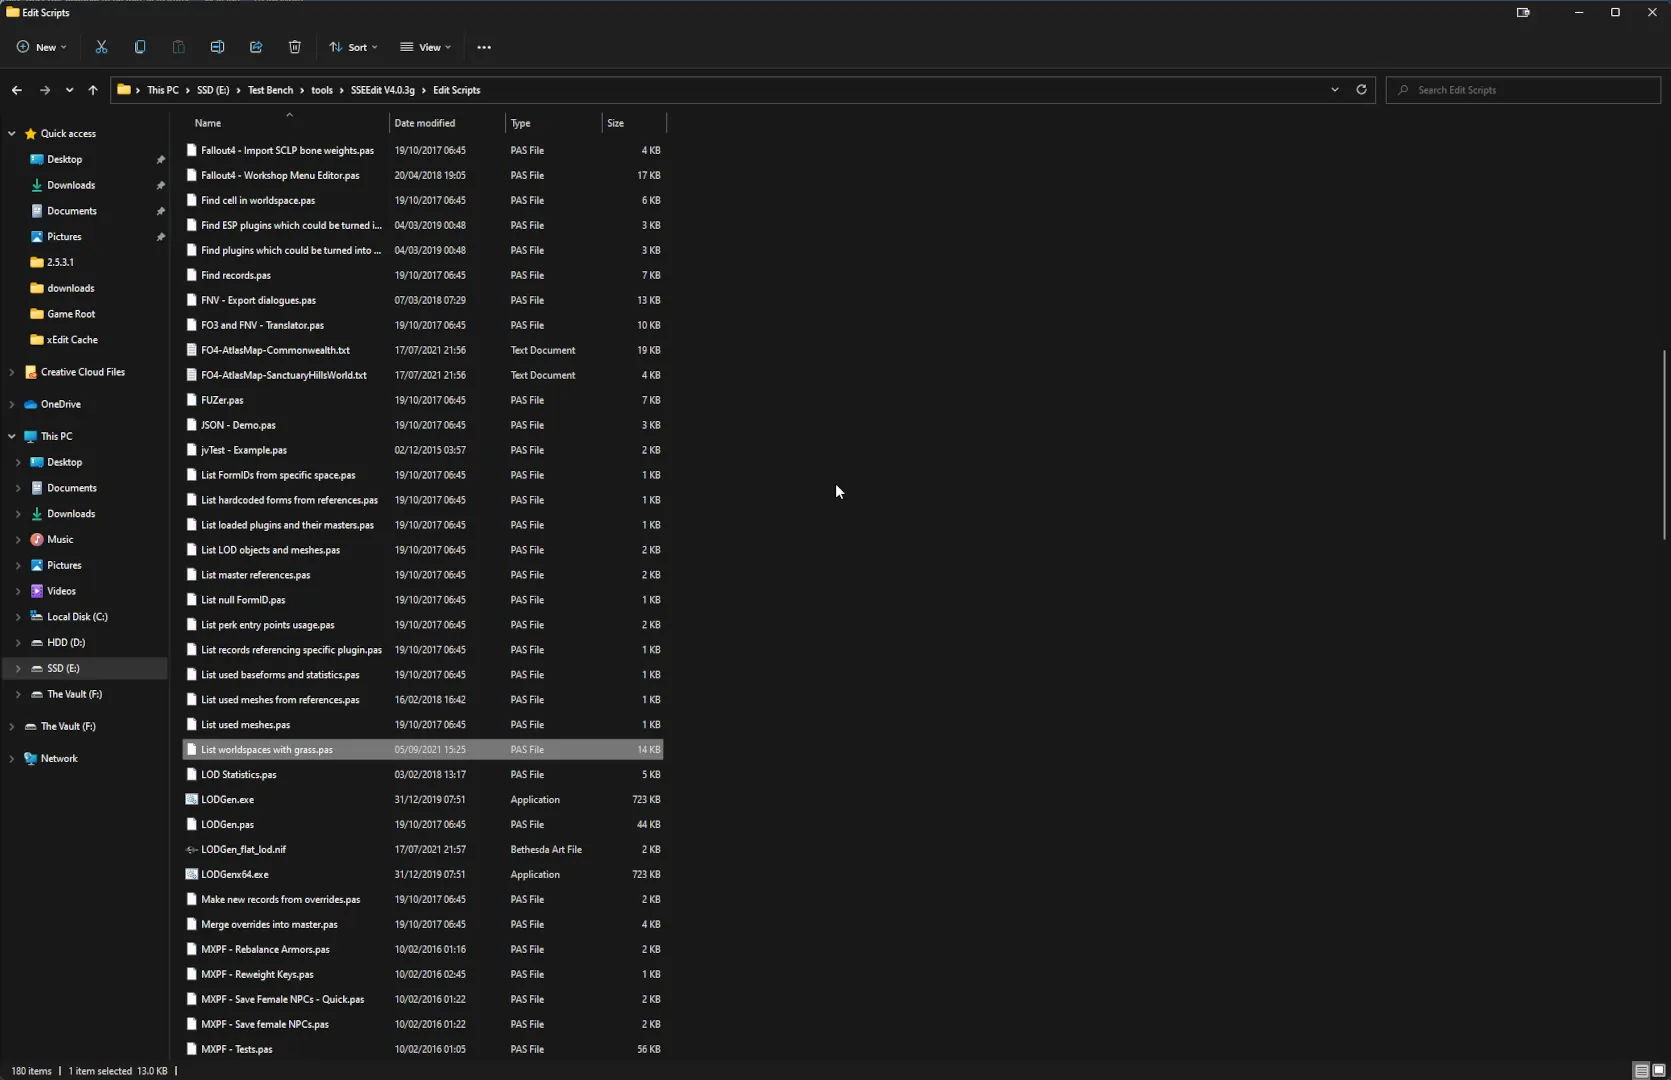 Edit Scripts
New
Sort
View
This PC > SSD (E:) > Test Bench > tools > SSEEdit V4.0.3g > Edit Scripts
Search Edit Scripts
Quick access
Desktop
Downloads
Documents
Pictures
2.5.3.1
downloads
Game Root
xEdit Cache
Creative Cloud Files
OneDrive
This PC
Desktop
Documents
Downloads
Music
Pictures
Videos
Local Disk (C:)
HDD (D:)
SSD (E:)
The Vault (F:)
The Vault (F:)
Network
Name Date modified Type Size
Fallout4 - Import SCLP bone weights.pas 19/10/2017 06:45 PAS File 4 KB
Fallout4 - Workshop Menu Editor.pas 20/04/2018 19:05 PAS File 17 KB
Find cell in worldspace.pas 19/10/2017 06:45 PAS File 6 KB
Find ESP plugins which could be turned i... 04/03/2019 00:48 PAS File 3 KB
Find plugins which could be turned into ... 04/03/2019 00:48 PAS File 3 KB
Find records.pas 19/10/2017 06:45 PAS File 7 KB
FNV - Export dialogues.pas 07/03/2018 07:29 PAS File 13 KB
FO3 and FNV - Translator.pas 19/10/2017 06:45 PAS File 10 KB
FO4-AtlasMap-Commonwealth.txt 17/07/2021 21:56 Text Document 19 KB
FO4-AtlasMap-SanctuaryHillsWorld.txt 17/07/2021 21:56 Text Document 4 KB
FUZer.pas 19/10/2017 06:45 PAS File 7 KB
JSON - Demo.pas 19/10/2017 06:45 PAS File 3 KB
jvTest - Example.pas 02/12/2015 03:57 PAS File 2 KB
List FormIDs from specific space.pas 19/10/2017 06:45 PAS File 1 KB
List hardcoded forms from references.pas 19/10/2017 06:45 PAS File 1 KB
List loaded plugins and their masters.pas 19/10/2017 06:45 PAS File 1 KB
List LOD objects and meshes.pas 19/10/2017 06:45 PAS File 2 KB
List master references.pas 19/10/2017 06:45 PAS File 2 KB
List null FormID.pas 19/10/2017 06:45 PAS File 1 KB
List perk entry points usage.pas 19/10/2017 06:45 PAS File 2 KB
List records referencing specific plugin.pas 19/10/2017 06:45 PAS File 1 KB
List used baseforms and statistics.pas 19/10/2017 06:45 PAS File 1 KB
List used meshes from references.pas 16/02/2018 16:42 PAS File 1 KB
List used meshes.pas 19/10/2017 06:45 PAS File 1 KB
List worldspaces with grass.pas 05/09/2021 15:25 PAS File 14 KB
LOD Statistics.pas 03/02/2018 13:17 PAS File 5 KB
LODGen.exe 31/12/2019 07:51 Application 723 KB
LODGen.pas 19/10/2017 06:45 PAS File 44 KB
LODGen_flat_lod.nif 17/07/2021 21:57 Bethesda Art File 2 KB
LODGenx64.exe 31/12/2019 07:51 Application 723 KB
Make new records from overrides.pas 19/10/2017 06:45 PAS File 2 KB
Merge overrides into master.pas 19/10/2017 06:45 PAS File 4 KB
MXPF - Rebalance Armors.pas 10/02/2016 01:16 PAS File 2 KB
MXPF - Reweight Keys.pas 10/02/2016 02:45 PAS File 1 KB
MXPF - Save Female NPCs - Quick.pas 10/02/2016 01:22 PAS File 2 KB
MXPF - Save female NPCs.pas 10/02/2016 01:22 PAS File 2 KB
MXPF - Tests.pas 10/02/2016 01:05 PAS File 56 KB
180 items | 1 item selected 13.0 KB |